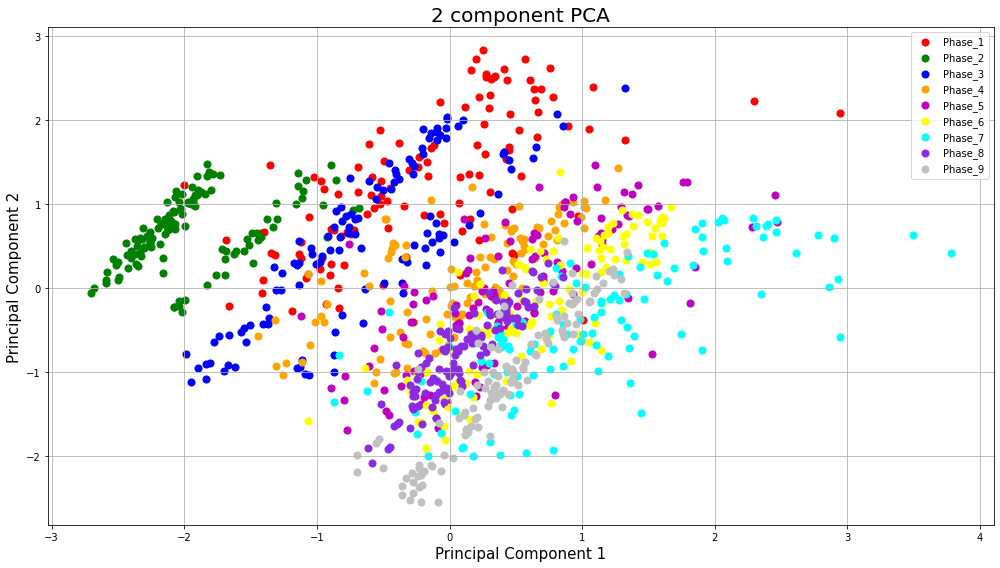 2 component PCA
Phase_1
Phase_2
Phase_3
Phase_4
Phase_5
Phase_6
Phase_7
Phase_8
Phase_9
3
2
1
0
−1
−2
Principal Component 2
−3
−2
−1
0
1
2
3
4
Principal Component 1